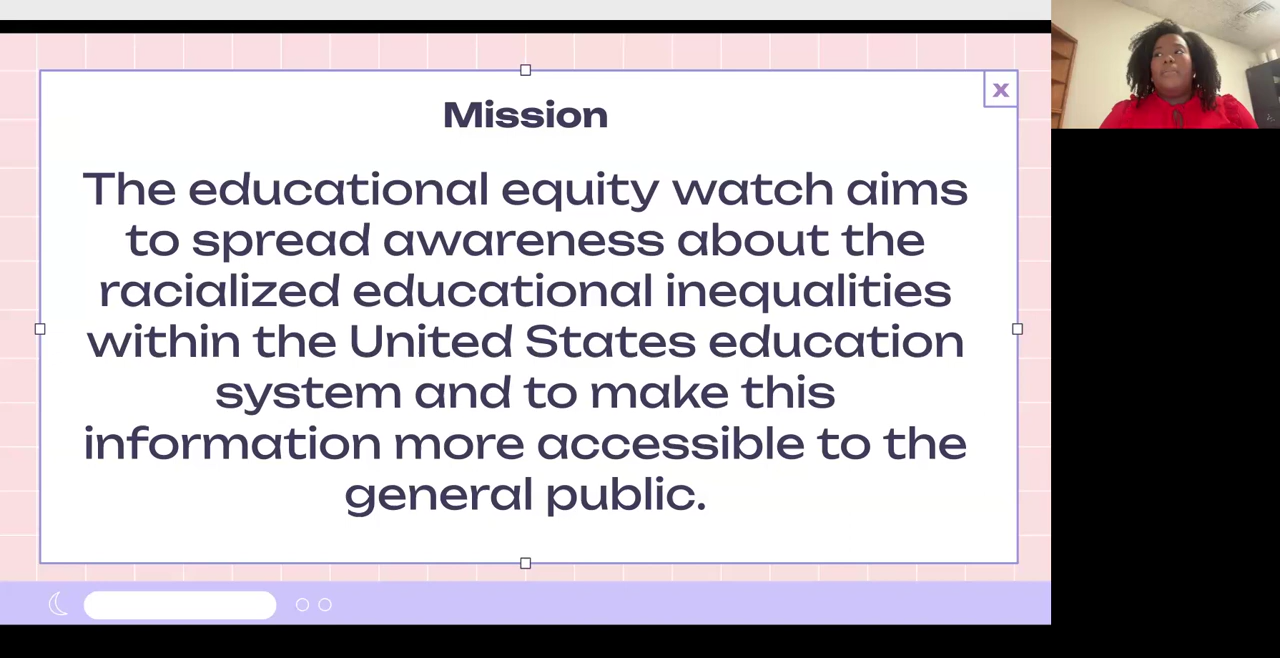 Mission
X
The educational equity watch aims
to spread awareness about the
racialized educational inequalities
within the United States education
system and to make this
information more accessible to the
general public.